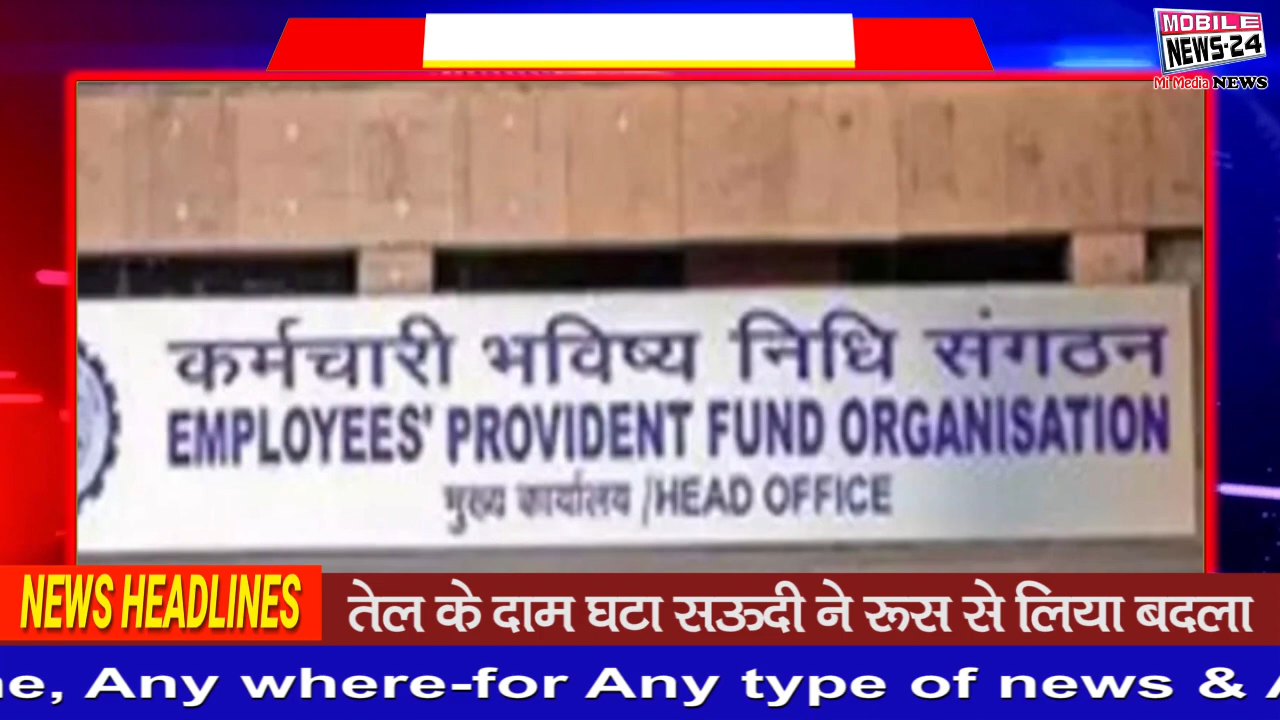 MOBILE
NEWS-24
Mi Media NEWS
कर्मचारी भविष्य निधि संगठन
EMPLOYEES' PROVIDENT FUND ORGANISATION
मुख्य कार्यालय /HEAD OFFICE
NEWS HEADLINES
तेल के दाम घटा सऊदी ने रूस से लिया बदला
, Any where-for Any type of news &